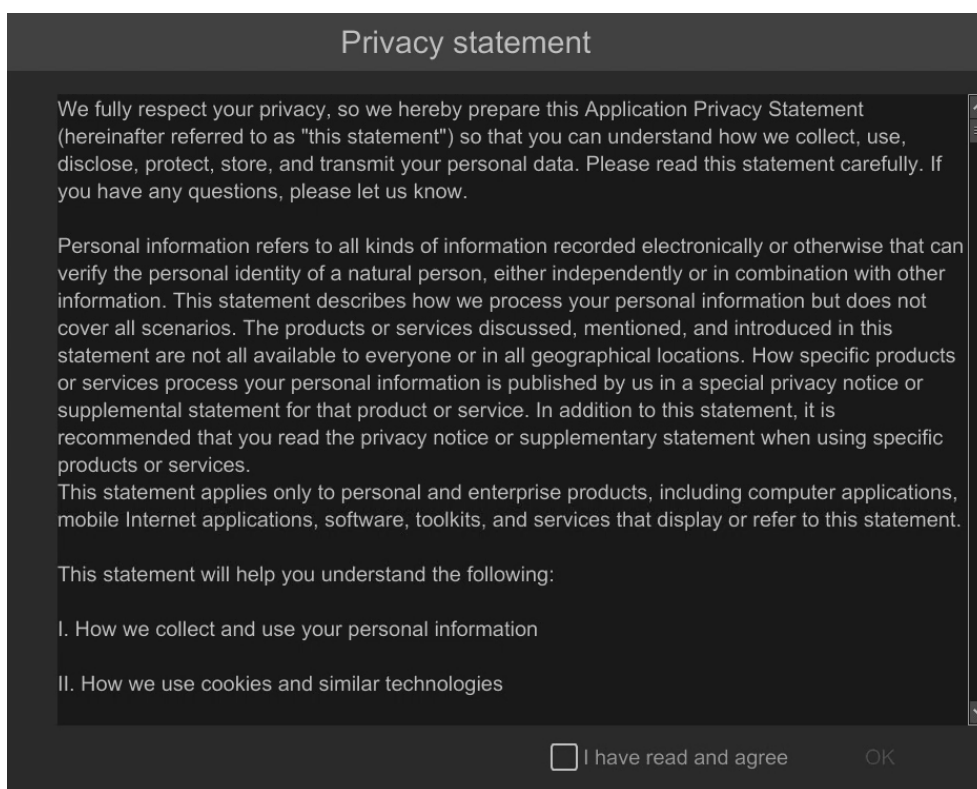 Privacy statement
We fully respect your privacy, so we hereby prepare this Application Privacy Statement
(hereinafter referred to as "this statement") so that you can understand how we collect, use,
disclose, protect, store, and transmit your personal data. Please read this statement carefully. If
you have any questions, please let us know.
Personal information refers to all kinds of information recorded electronically or otherwise that can
verify the personal identity of a natural person, either independently or in combination with other
information. This statement describes how we process your personal information but does not
cover all scenarios. The products or services discussed, mentioned, and introduced in this
statement are not all available to everyone or in all geographical locations. How specific products
or services process your personal information is published by us in a special privacy notice or
supplemental statement for that product or service. In addition to this statement, it is
recommended that you read the privacy notice or supplementary statement when using specific
products or services.
This statement applies only to personal and enterprise products, including computer applications,
mobile Internet applications, software, toolkits, and services that display or refer to this statement.
This statement will help you understand the following:
I. How we collect and use your personal information
II. How we use cookies and similar technologies
I have read and agree OK